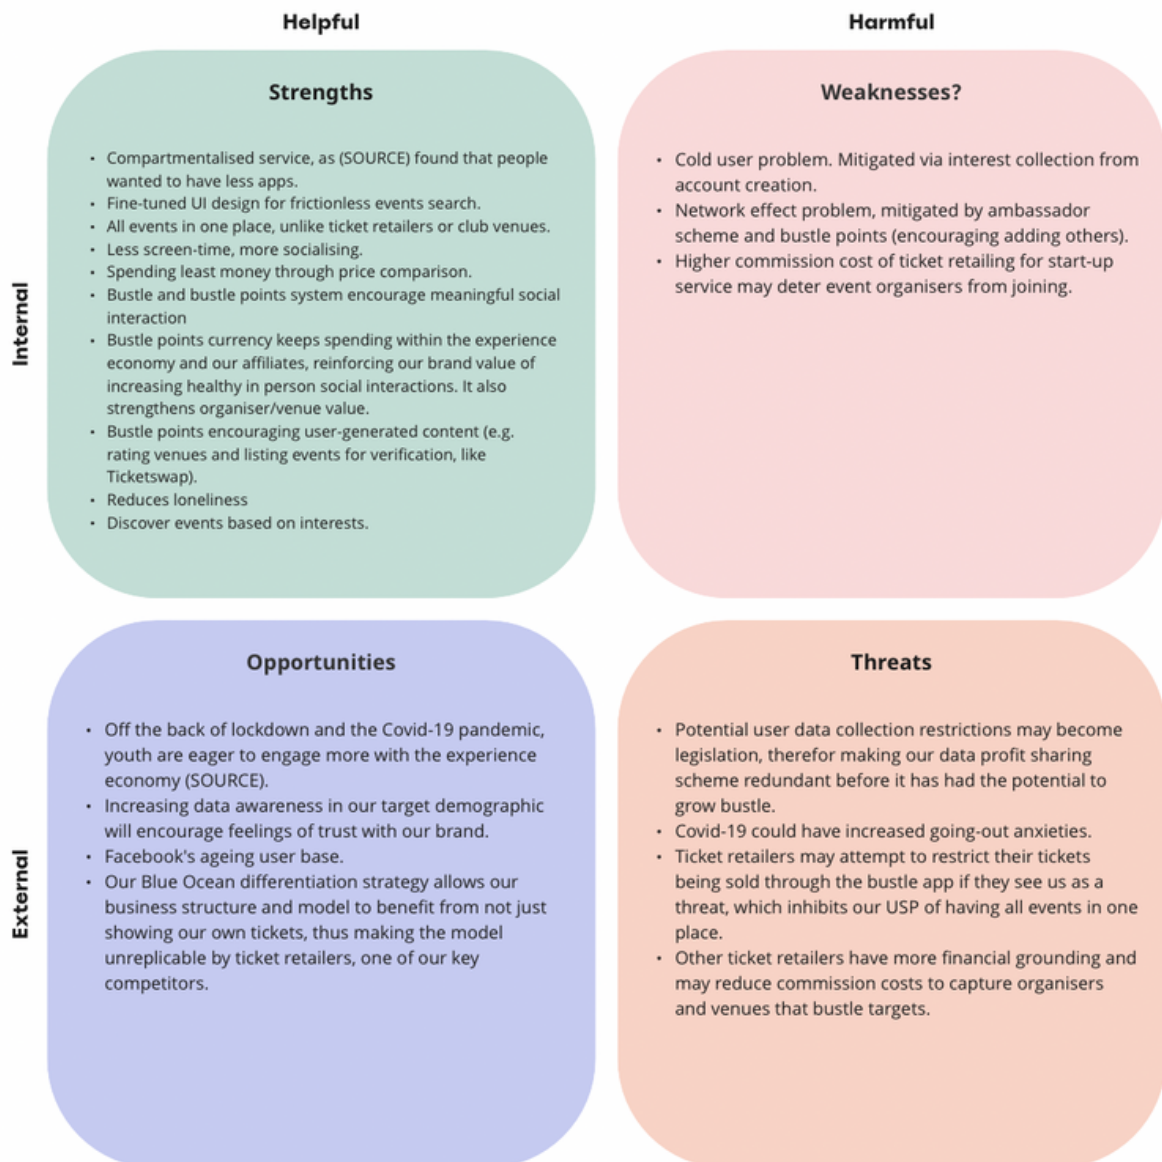 Helpful
Harmful
Internal
Strengths
• Compartmentalised service, as (SOURCE) found that people
wanted to have less apps.
• Fine-tuned UI design for frictionless events search.
• All events in one place, unlike ticket retailers or club venues.
• Less screen-time, more socialising.
• Spending least money through price comparison.
• Bustle and bustle points system encourage meaningful social
interaction
• Bustle points currency keeps spending within the experience
economy and our affiliates, reinforcing our brand value of
increasing healthy in person social interactions. It also
strengthens organiser/venue value.
• Bustle points encouraging user-generated content (e.g.
rating venues and listing events for verification, like
Ticketswap).
• Reduces loneliness
• Discover events based on interests.
Weaknesses?
• Cold user problem. Mitigated via interest collection from
account creation.
• Network effect problem, mitigated by ambassador
scheme and bustle points (encouraging adding others).
• Higher commission cost of ticket retailing for start-up
service may deter event organisers from joining.
External
Opportunities
• Off the back of lockdown and the Covid-19 pandemic,
youth are eager to engage more with the experience
economy (SOURCE).
• Increasing data awareness in our target demographic
will encourage feelings of trust with our brand.
• Facebook's ageing user base.
• Our Blue Ocean differentiation strategy allows our
business structure and model to benefit from not just
showing our own tickets, thus making the model
unreplicable by ticket retailers, one of our key
competitors.
Threats
• Potential user data collection restrictions may become
legislation, therefor making our data profit sharing
scheme redundant before it has had the potential to
grow bustle.
• Covid-19 could have increased going-out anxieties.
• Ticket retailers may attempt to restrict their tickets
being sold through the bustle app if they see us as a
threat, which inhibits our USP of having all events in one
place.
• Other ticket retailers have more financial grounding and
may reduce commission costs to capture organisers
and venues that bustle targets.